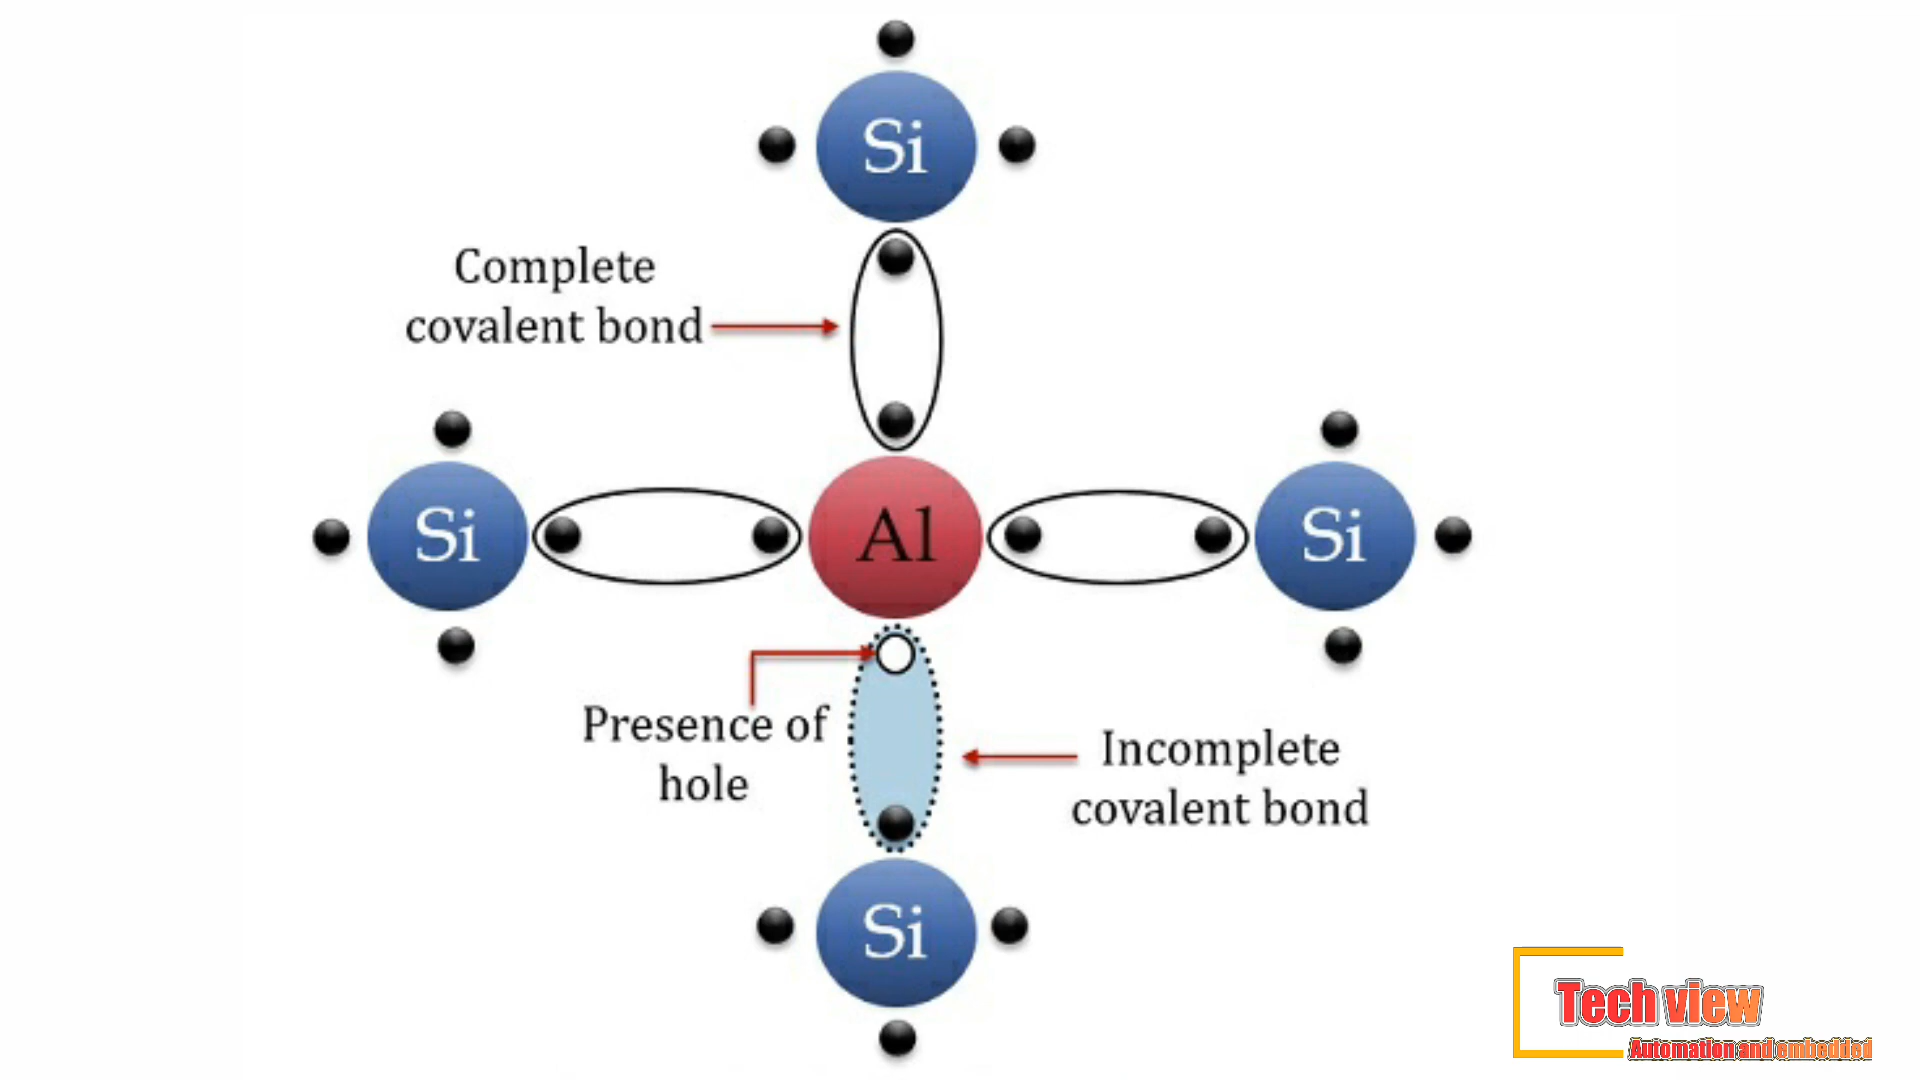 Si
Complete
covalent bond
Si
Al
Si
Presence of
hole
Incomplete
covalent bond
Si
Tech view
Automation and embedded